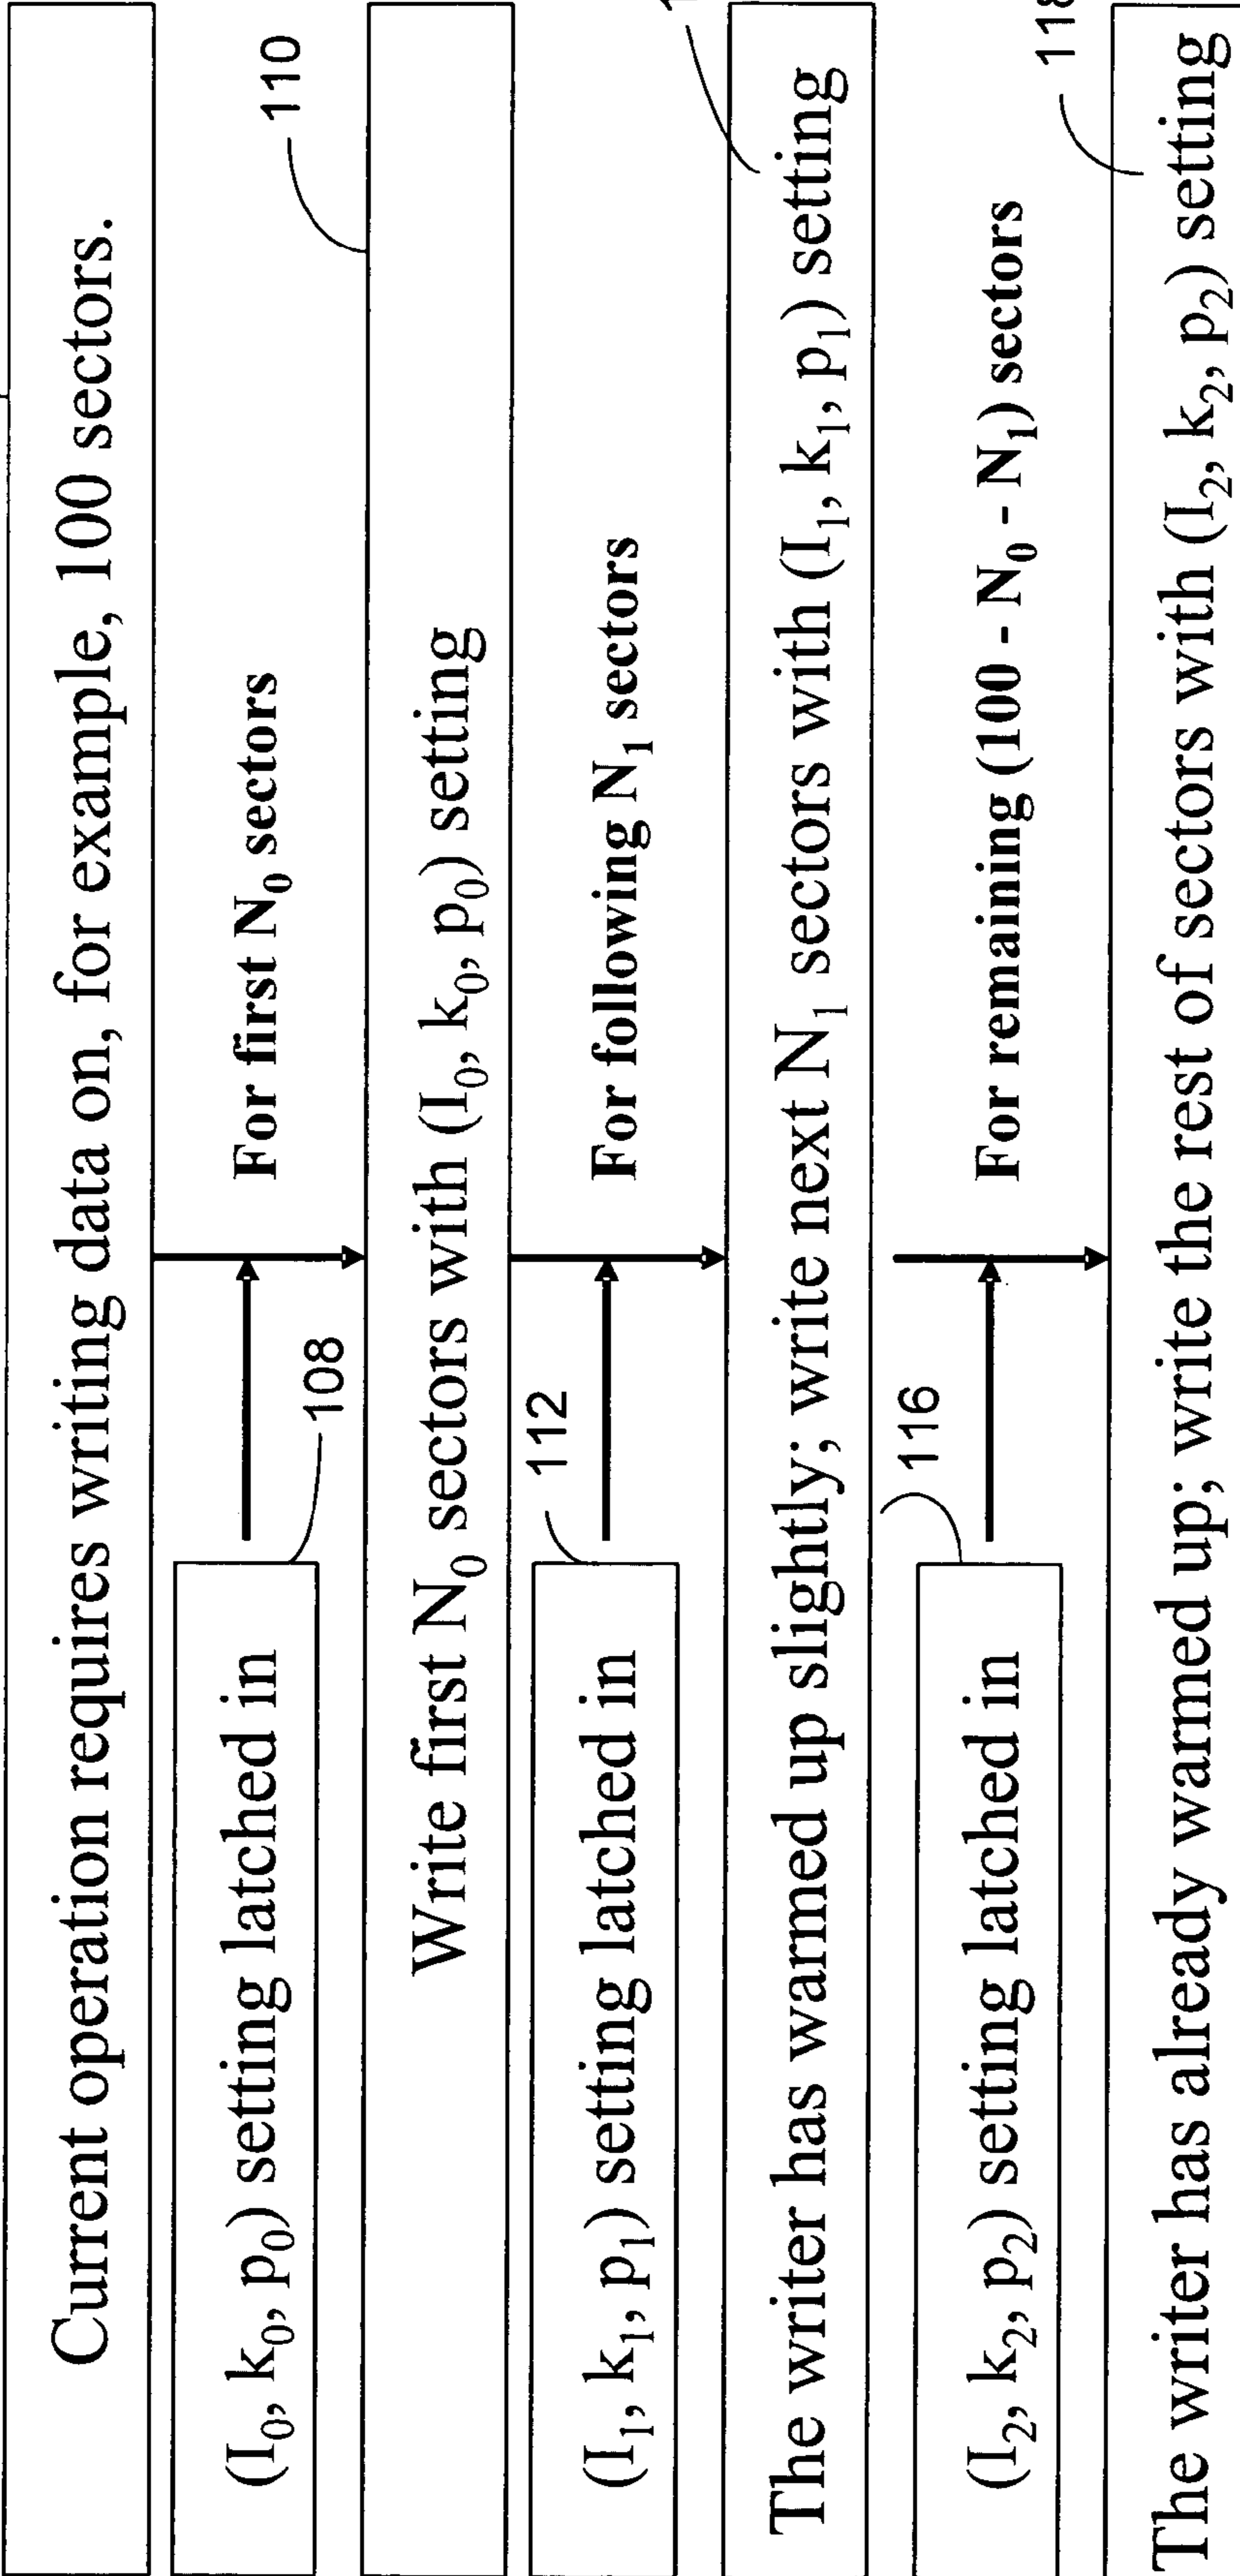 Current operation requires writing data on, for example, 100 sectors.
(I₀, k₀, p₀) setting latched in
108
For first N₀ sectors
110
Write first N₀ sectors with (I₀, k₀, p₀) setting
(I₁, k₁, p₁) setting latched in
112
For following N₁ sectors
The writer has warmed up slightly; write next N₁ sectors with (I₁, k₁, p₁) setting
(I₂, k₂, p₂) setting latched in
116
For remaining (100 - N₀ - N₁) sectors
118
The writer has already warmed up; write the rest of sectors with (I₂, k₂, p₂) setting